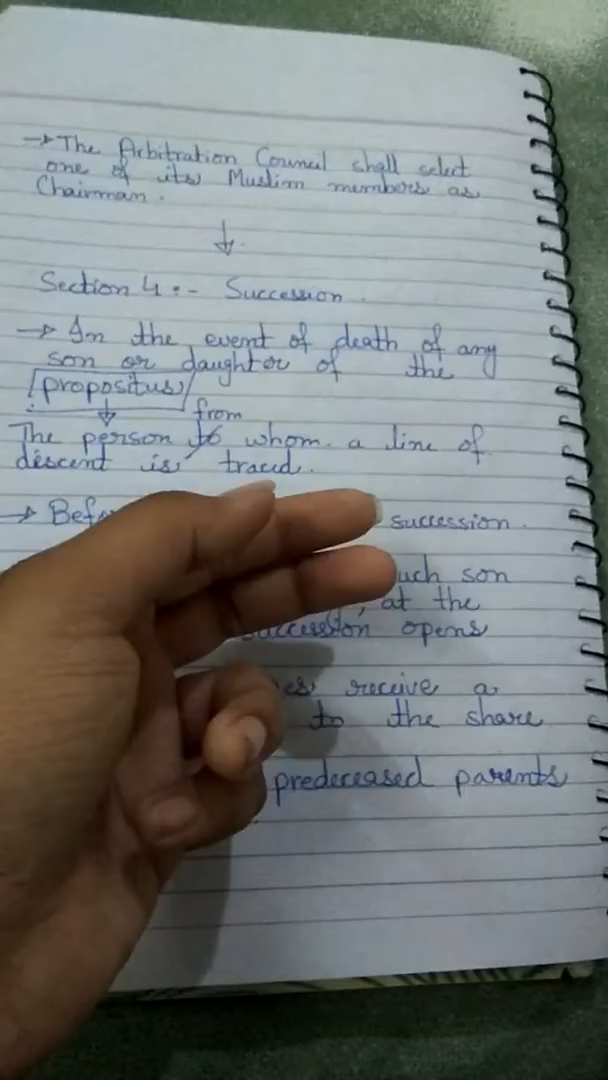 → The Arbitration Council shall select
one of its Muslim members as
Chairman.
↓
Section 4 :- Succession.
→ In the event of death of any
son or daughter of the
propositus
↓ from
The person to whom a line of
descent is traced.
→ succession.
such son
, at the
succession opens
receive a
to the share
predeceased parents